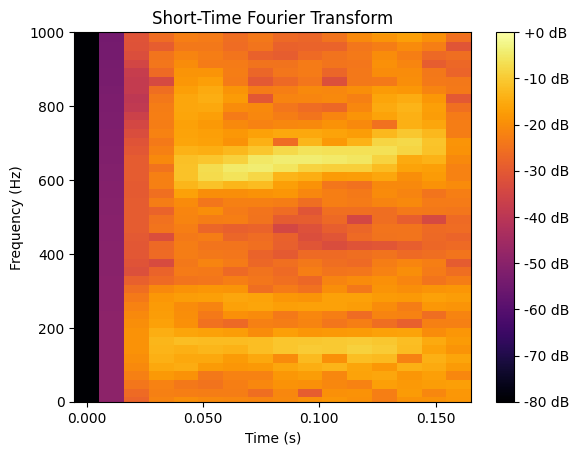 Short-Time Fourier Transform
1000
800
600
400
200
0
Frequency (Hz)
0.000
0.050
0.100
0.150
Time (s)
+0 dB
-10 dB
-20 dB
-30 dB
-40 dB
-50 dB
-60 dB
-70 dB
-80 dB